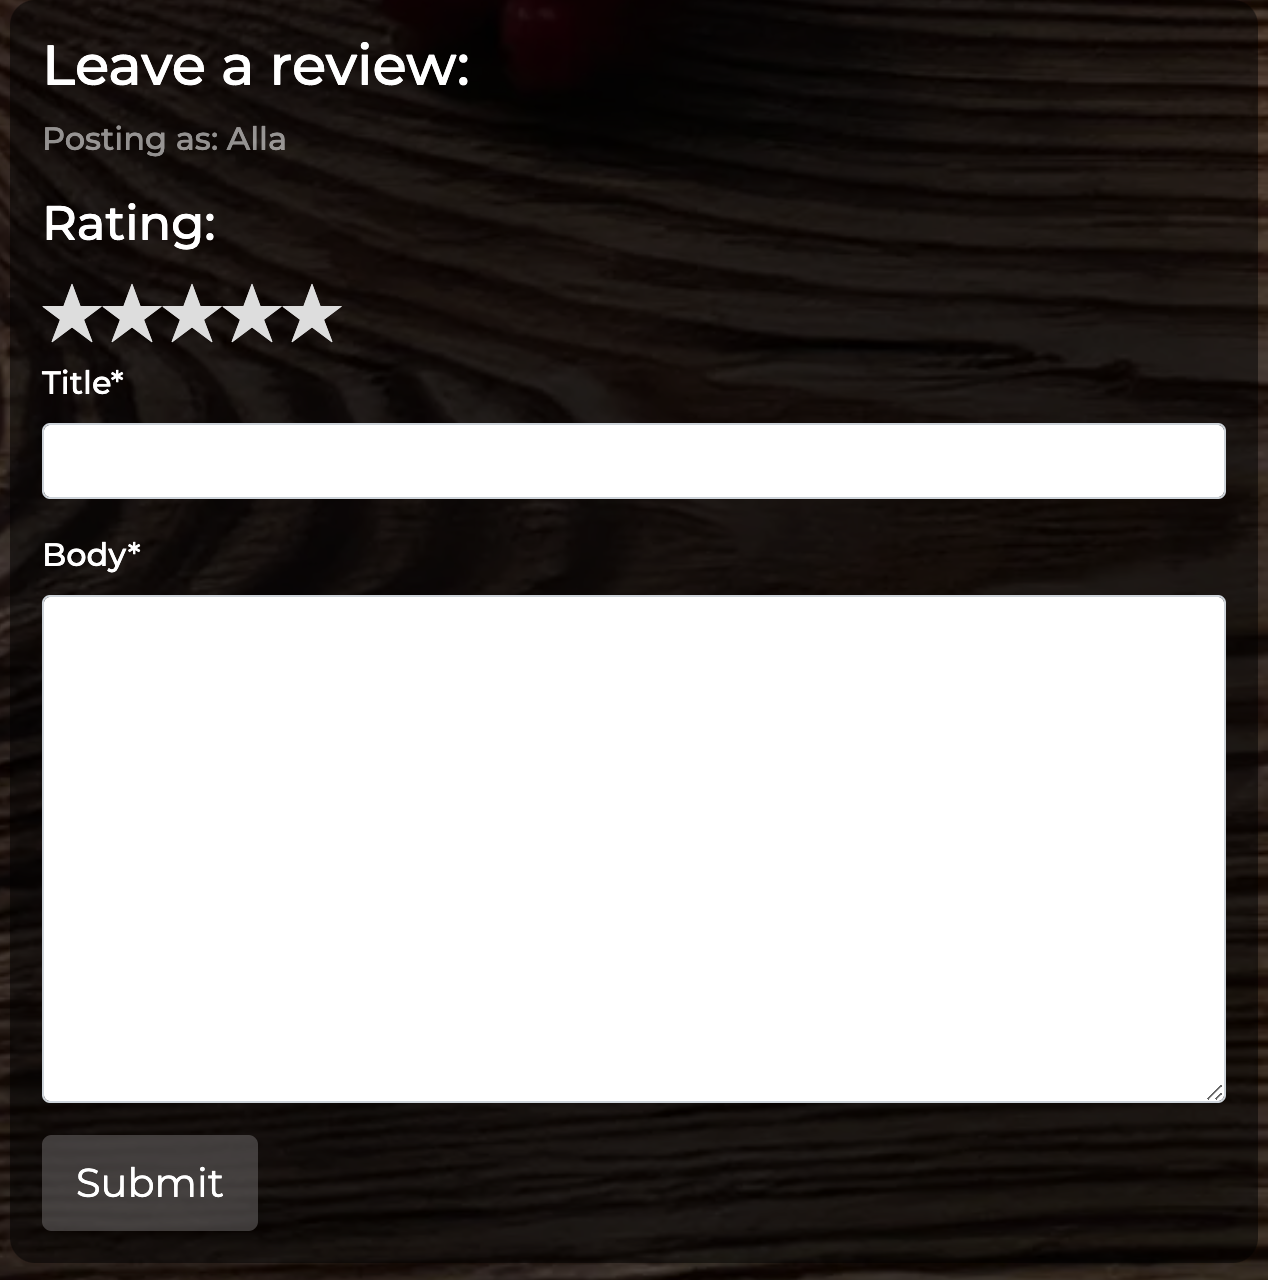 Leave a review:
Posting as: Alla
Rating:
Title*
Body*
Submit